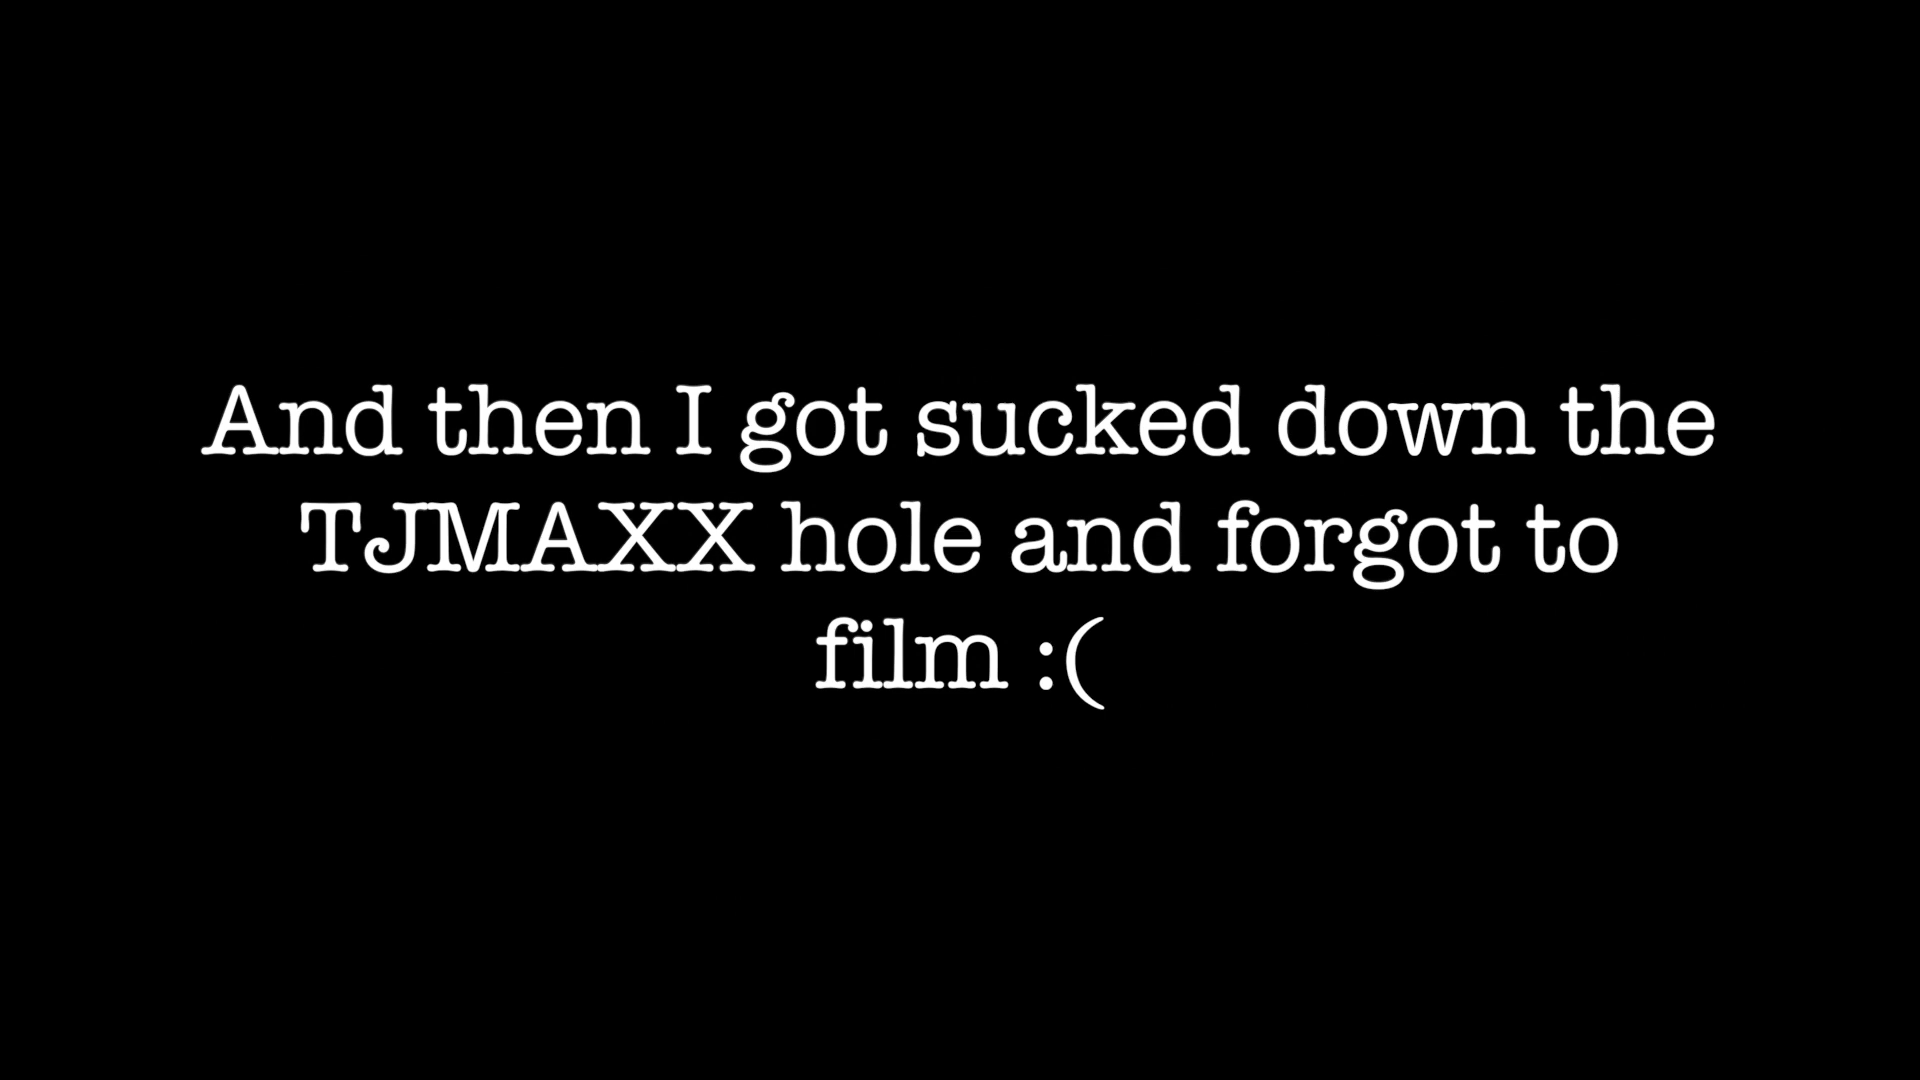 And then I got sucked down the
TJMAXX hole and forgot to
film :(